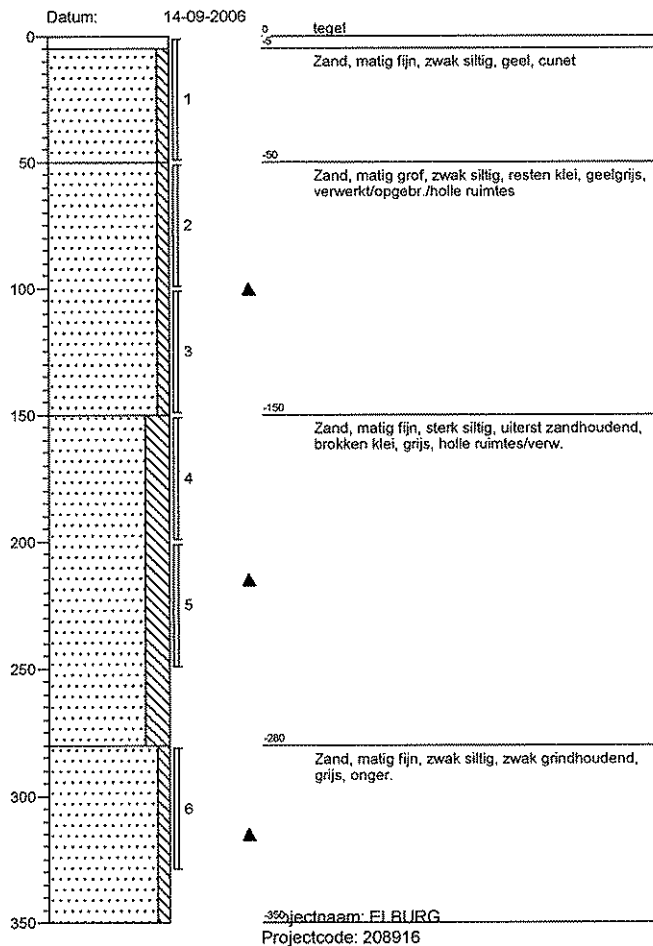 Datum: 14-09-2006
0
50
100
150
200
250
300
350
1
2
3
4
5
6
0 tegel
-5
Zand, matig fijn, zwak siltig, geel, cunet
-50
Zand, matig grof, zwak siltig, resten klei, geelgrijs,
verwerkt/opgebr./holle ruimtes
-150
Zand, matig fijn, sterk siltig, uiterst zandhoudend,
brokken klei, grijs, holle ruimtes/verw.
-280
Zand, matig fijn, zwak siltig, zwak grindhoudend,
grijs, onger.
-350
ojectnaam: ELBURG
Projectcode: 208916